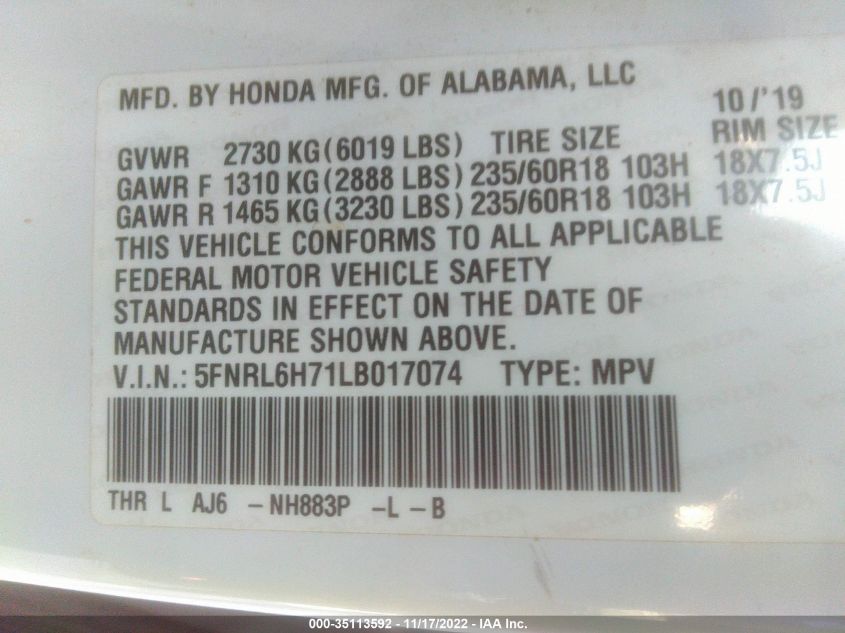 MFD. BY HONDA MFG. OF ALABAMA, LLC
10/'19
GVWR 2730 KG (6019 LBS) TIRE SIZE RIM SIZE
GAWR F 1310 KG (2888 LBS) 235/60R18 103H 18X7.5J
GAWR R 1465 KG (3230 LBS) 235/60R18 103H 18X7.5J
THIS VEHICLE CONFORMS TO ALL APPLICABLE
FEDERAL MOTOR VEHICLE SAFETY
STANDARDS IN EFFECT ON THE DATE OF
MANUFACTURE SHOWN ABOVE.
V.I.N.: 5FNRL6H71LB017074 TYPE: MPV
THR L AJ6 -NH883P -L -B
000-35113592 - 11/17/2022 - IAA Inc.